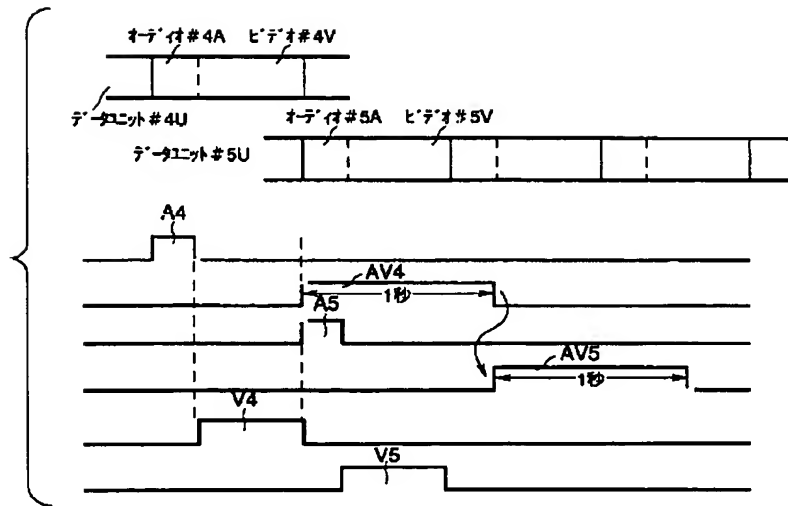 オーディオ#4A ビデオ#4V
データユニット#4U
オーディオ#5A ビデオ#5V
データユニット#5U
A4
AV4
1秒
A5
AV5
1秒
V4
V5